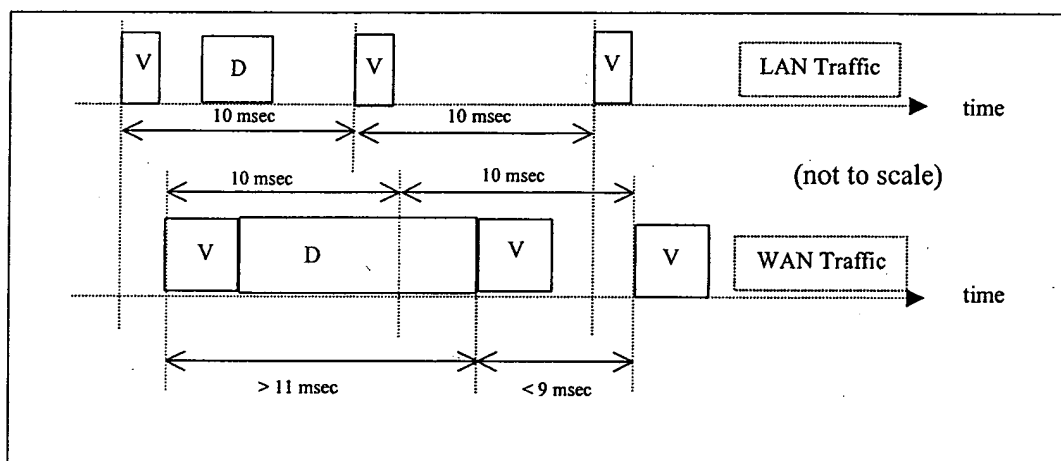 V D V V LAN Traffic
time
10 msec 10 msec
(not to scale)
10 msec 10 msec
V D V V WAN Traffic
time
> 11 msec < 9 msec